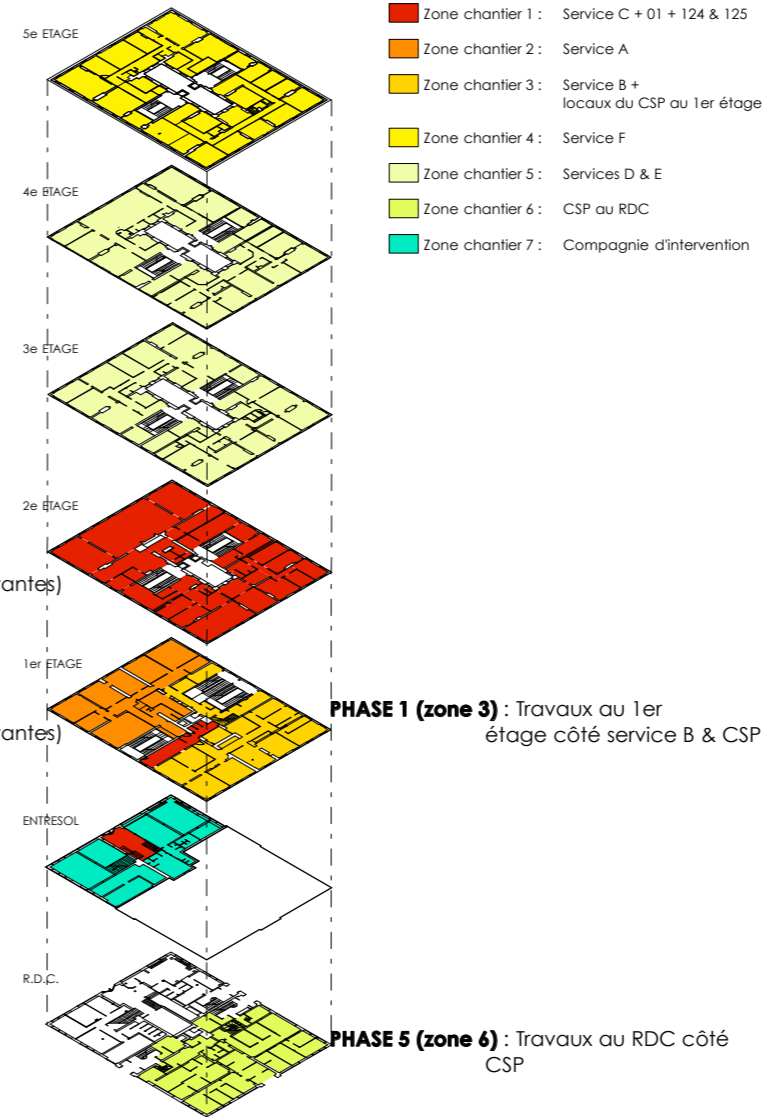 Zone chantier 1 : Service C + 01 + 124 & 125
Zone chantier 2 : Service A
Zone chantier 3 : Service B +
locaux du CSP au 1er étage
Zone chantier 4 : Service F
Zone chantier 5 : Services D & E
Zone chantier 6 : CSP au RDC
Zone chantier 7 : Compagnie d'intervention
5e ETAGE
4e ETAGE
3e ETAGE
2e ETAGE
antes)
1er ETAGE
PHASE 1 (zone 3) : Travaux au 1er
étage côté service B & CSP
antes)
ENTRESOL
R.D.C.
PHASE 5 (zone 6) : Travaux au RDC côté
CSP